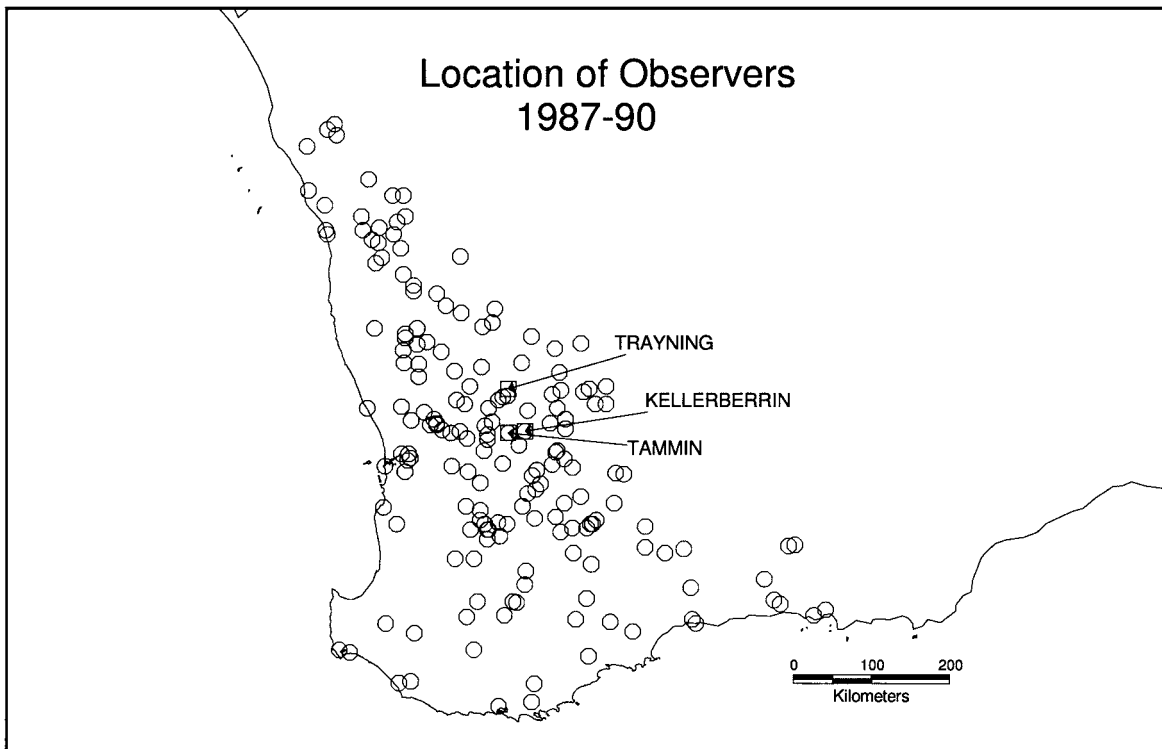 Location of Observers
1987-90
TRAYNING
KELLERBERRIN
TAMMIN
0 100 200
Kilometers